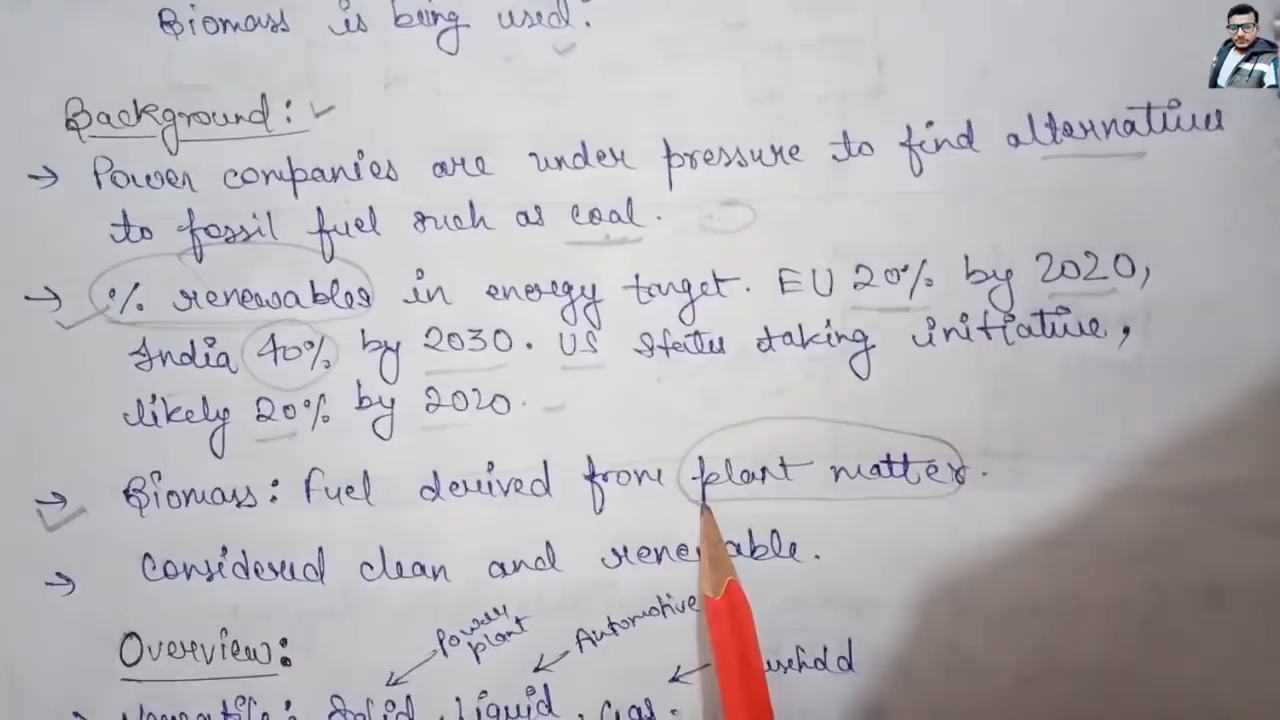 Biomass is being used.
Background:
→ Power companies are under pressure to find alternatives
to fossil fuel such as coal.
→ % renewables in energy target. EU 20% by 2020,
India 40% by 2030. US States taking initiative,
likely 20% by 2020.
→ Biomass: Fuel derived from plant matter.
→ Considered clean and renewable.
Power plant Automotive
Overview:
Solid, Liquid, Gas.